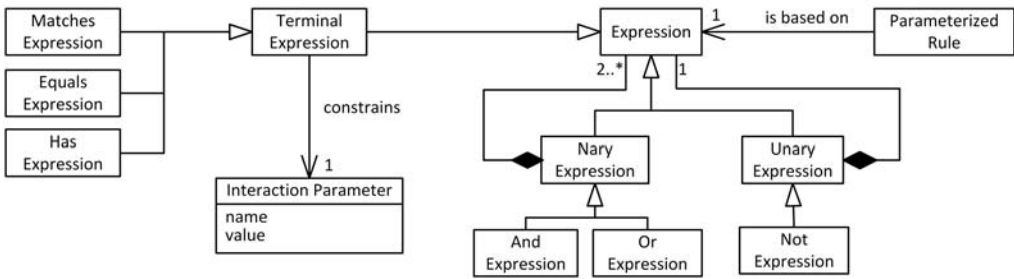 Matches
Expression
Equals
Expression
Has
Expression
Terminal
Expression
constrains
1
Interaction Parameter
name
value
Expression
1
is based on
Parameterized
Rule
2..*
1
Nary
Expression
Unary
Expression
And
Expression
Or
Expression
Not
Expression